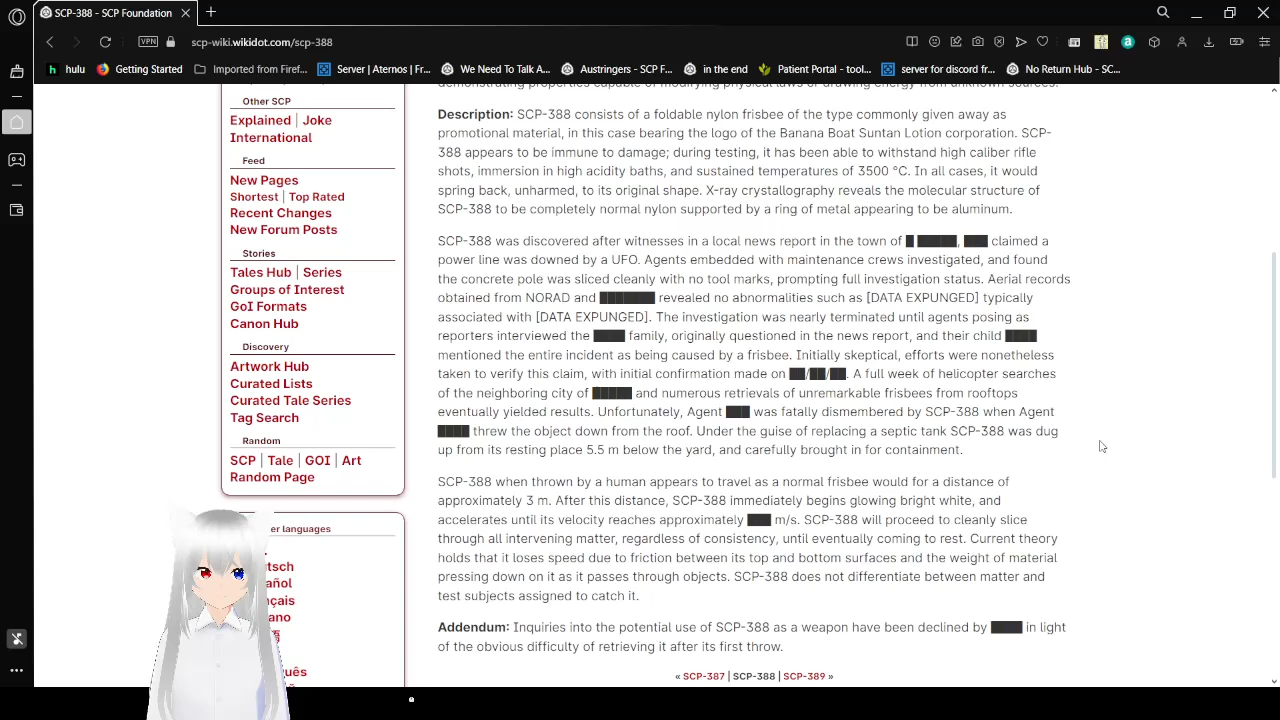 SCP-388 - SCP Foundation
VPN
scp-wiki.wikidot.com/scp-388
hulu
Getting Started
Imported from Firef...
Server | Aternos | Fr...
We Need To Talk A...
Austringers - SCP F...
in the end
Patient Portal - tool...
server for discord fr...
No Return Hub - SC...
Other SCP
Explained | Joke
International
Feed
New Pages
Shortest | Top Rated
Recent Changes
New Forum Posts
Stories
Tales Hub | Series
Groups of Interest
GoI Formats
Canon Hub
Discovery
Artwork Hub
Curated Lists
Curated Tale Series
Tag Search
Random
SCP | Tale | GOI | Art
Random Page
er languages
utsch
añol
nçais
ano
uês
demonstrating properties capable of modifying physical laws or drawing energy from unknown sources.
Description: SCP-388 consists of a foldable nylon frisbee of the type commonly given away as
promotional material, in this case bearing the logo of the Banana Boat Suntan Lotion corporation. SCP-
388 appears to be immune to damage; during testing, it has been able to withstand high caliber rifle
shots, immersion in high acidity baths, and sustained temperatures of 3500 °C. In all cases, it would
spring back, unharmed, to its original shape. X-ray crystallography reveals the molecular structure of
SCP-388 to be completely normal nylon supported by a ring of metal appearing to be aluminum.
SCP-388 was discovered after witnesses in a local news report in the town of █ █████, ███ claimed a
power line was downed by a UFO. Agents embedded with maintenance crews investigated, and found
the concrete pole was sliced cleanly with no tool marks, prompting full investigation status. Aerial records
obtained from NORAD and ███████ revealed no abnormalities such as [DATA EXPUNGED] typically
associated with [DATA EXPUNGED]. The investigation was nearly terminated until agents posing as
reporters interviewed the ████ family, originally questioned in the news report, and their child ████
mentioned the entire incident as being caused by a frisbee. Initially skeptical, efforts were nonetheless
taken to verify this claim, with initial confirmation made on ██/██/██. A full week of helicopter searches
of the neighboring city of █████ and numerous retrievals of unremarkable frisbees from rooftops
eventually yielded results. Unfortunately, Agent ███ was fatally dismembered by SCP-388 when Agent
████ threw the object down from the roof. Under the guise of replacing a septic tank SCP-388 was dug
up from its resting place 5.5 m below the yard, and carefully brought in for containment.
SCP-388 when thrown by a human appears to travel as a normal frisbee would for a distance of
approximately 3 m. After this distance, SCP-388 immediately begins glowing bright white, and
accelerates until its velocity reaches approximately ███ m/s. SCP-388 will proceed to cleanly slice
through all intervening matter, regardless of consistency, until eventually coming to rest. Current theory
holds that it loses speed due to friction between its top and bottom surfaces and the weight of material
pressing down on it as it passes through objects. SCP-388 does not differentiate between matter and
test subjects assigned to catch it.
Addendum: Inquiries into the potential use of SCP-388 as a weapon have been declined by ████ in light
of the obvious difficulty of retrieving it after its first throw.
« SCP-387 | SCP-388 | SCP-389 »